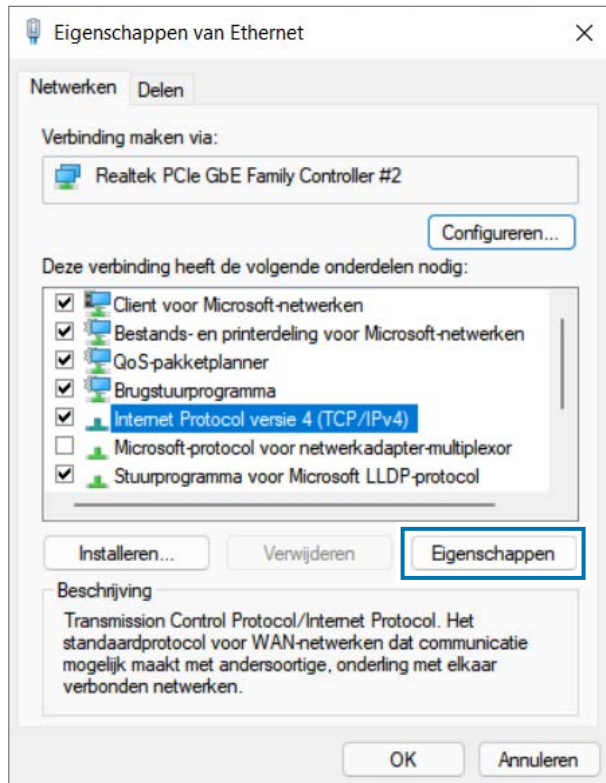 Eigenschappen van Ethernet
Netwerken
Delen
Verbinding maken via:
Realtek PCIe GbE Family Controller #2
Configureren...
Deze verbinding heeft de volgende onderdelen nodig:
Client voor Microsoft-netwerken
Bestands- en printerdeling voor Microsoft-netwerken
QoS-pakketplanner
Brugstuurprogramma
Internet Protocol versie 4 (TCP/IPv4)
Microsoft-protocol voor netwerkadapter-multiplexor
Stuurprogramma voor Microsoft LLDP-protocol
Installeren...
Verwijderen
Eigenschappen
Beschrijving
Transmission Control Protocol/Internet Protocol. Het
standaardprotocol voor WAN-netwerken dat communicatie
mogelijk maakt met andersoortige, onderling met elkaar
verbonden netwerken.
OK
Annuleren